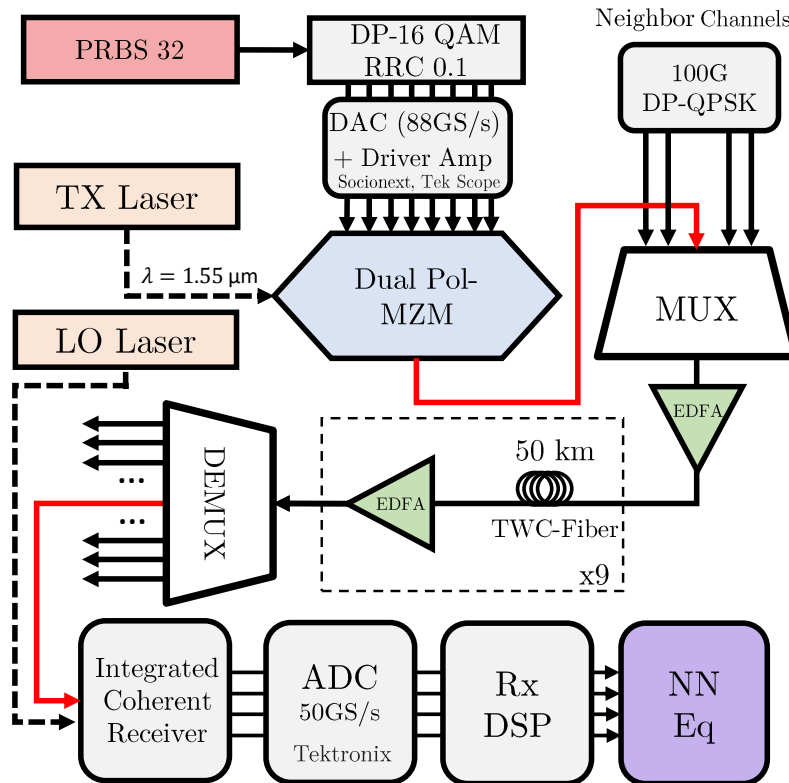 Neighbor Channels
PRBS 32
DP-16 QAM
RRC 0.1
100G
DP-QPSK
DAC (88GS/s)
+ Driver Amp
Socionext, Tek Scope
TX Laser
λ = 1.55 μm
Dual Pol-
MZM
MUX
LO Laser
EDFA
DEMUX
...
...
EDFA
50 km
TWC-Fiber
x9
Integrated
Coherent
Receiver
ADC
50GS/s
Tektronix
Rx
DSP
NN
Eq